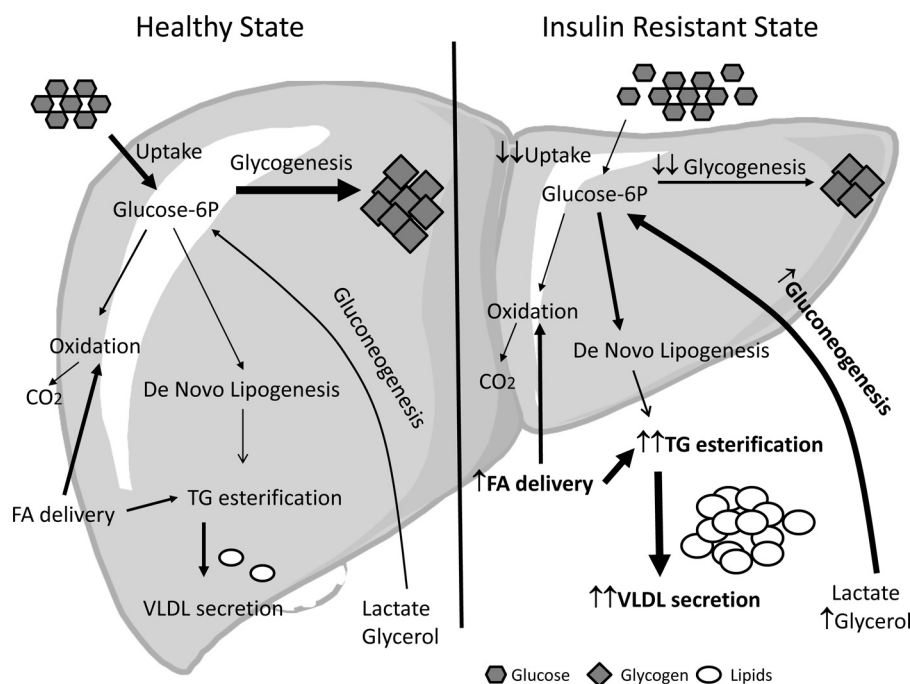 Healthy State
Uptake
Glycogenesis
Glucose-6P
Gluconeogenesis
Oxidation
CO2
De Novo Lipogenesis
FA delivery
TG esterification
VLDL secretion
Lactate
Glycerol
Insulin Resistant State
↓↓Uptake
↓↓ Glycogenesis
Glucose-6P
↑Gluconeogenesis
Oxidation
De Novo Lipogenesis
CO2
↑↑TG esterification
↑FA delivery
↑↑VLDL secretion
Lactate
↑Glycerol
Glucose
Glycogen
Lipids